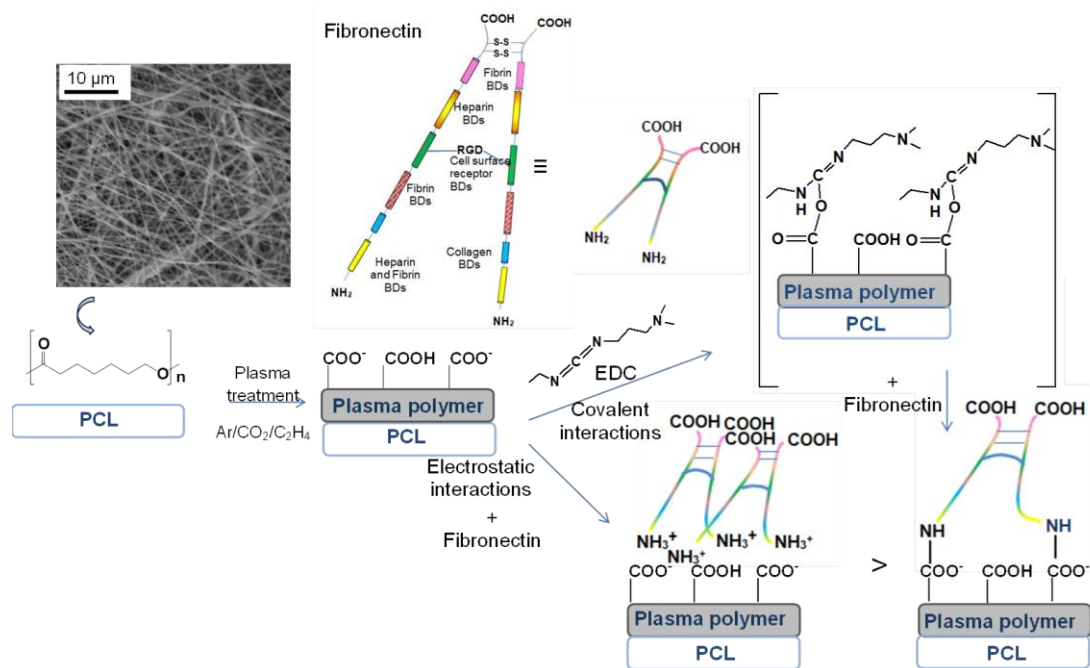 10 μm
Fibronectin
COOH
COOH
S-S
S-S
Fibrin
BDs
Heparin
BDs
RGD
Cell surface
receptor
BDs
Fibrin
BDs
Collagen
BDs
Heparin
and Fibrin
BDs
NH₂
NH₂
≡
COOH
COOH
NH₂
NH₂
N
N
C
N
H
O
O
C
COOH
N
N
C
N
H
O
O
C
Plasma polymer
PCL
O
O
n
PCL
Plasma
treatment
Ar/CO₂/C₂H₄
COO⁻
COOH
COO⁻
Plasma polymer
PCL
N
N
C
N
EDC
Covalent
interactions
Electrostatic
interactions
+
Fibronectin
+
Fibronectin
COOH
COOH
COOH
COOH
NH₃⁺
NH₃⁺
NH₃⁺
NH₃⁺
COO⁻
COOH
COO⁻
Plasma polymer
PCL
>
COOH
COOH
NH
NH
COO⁻
COOH
COO⁻
Plasma polymer
PCL